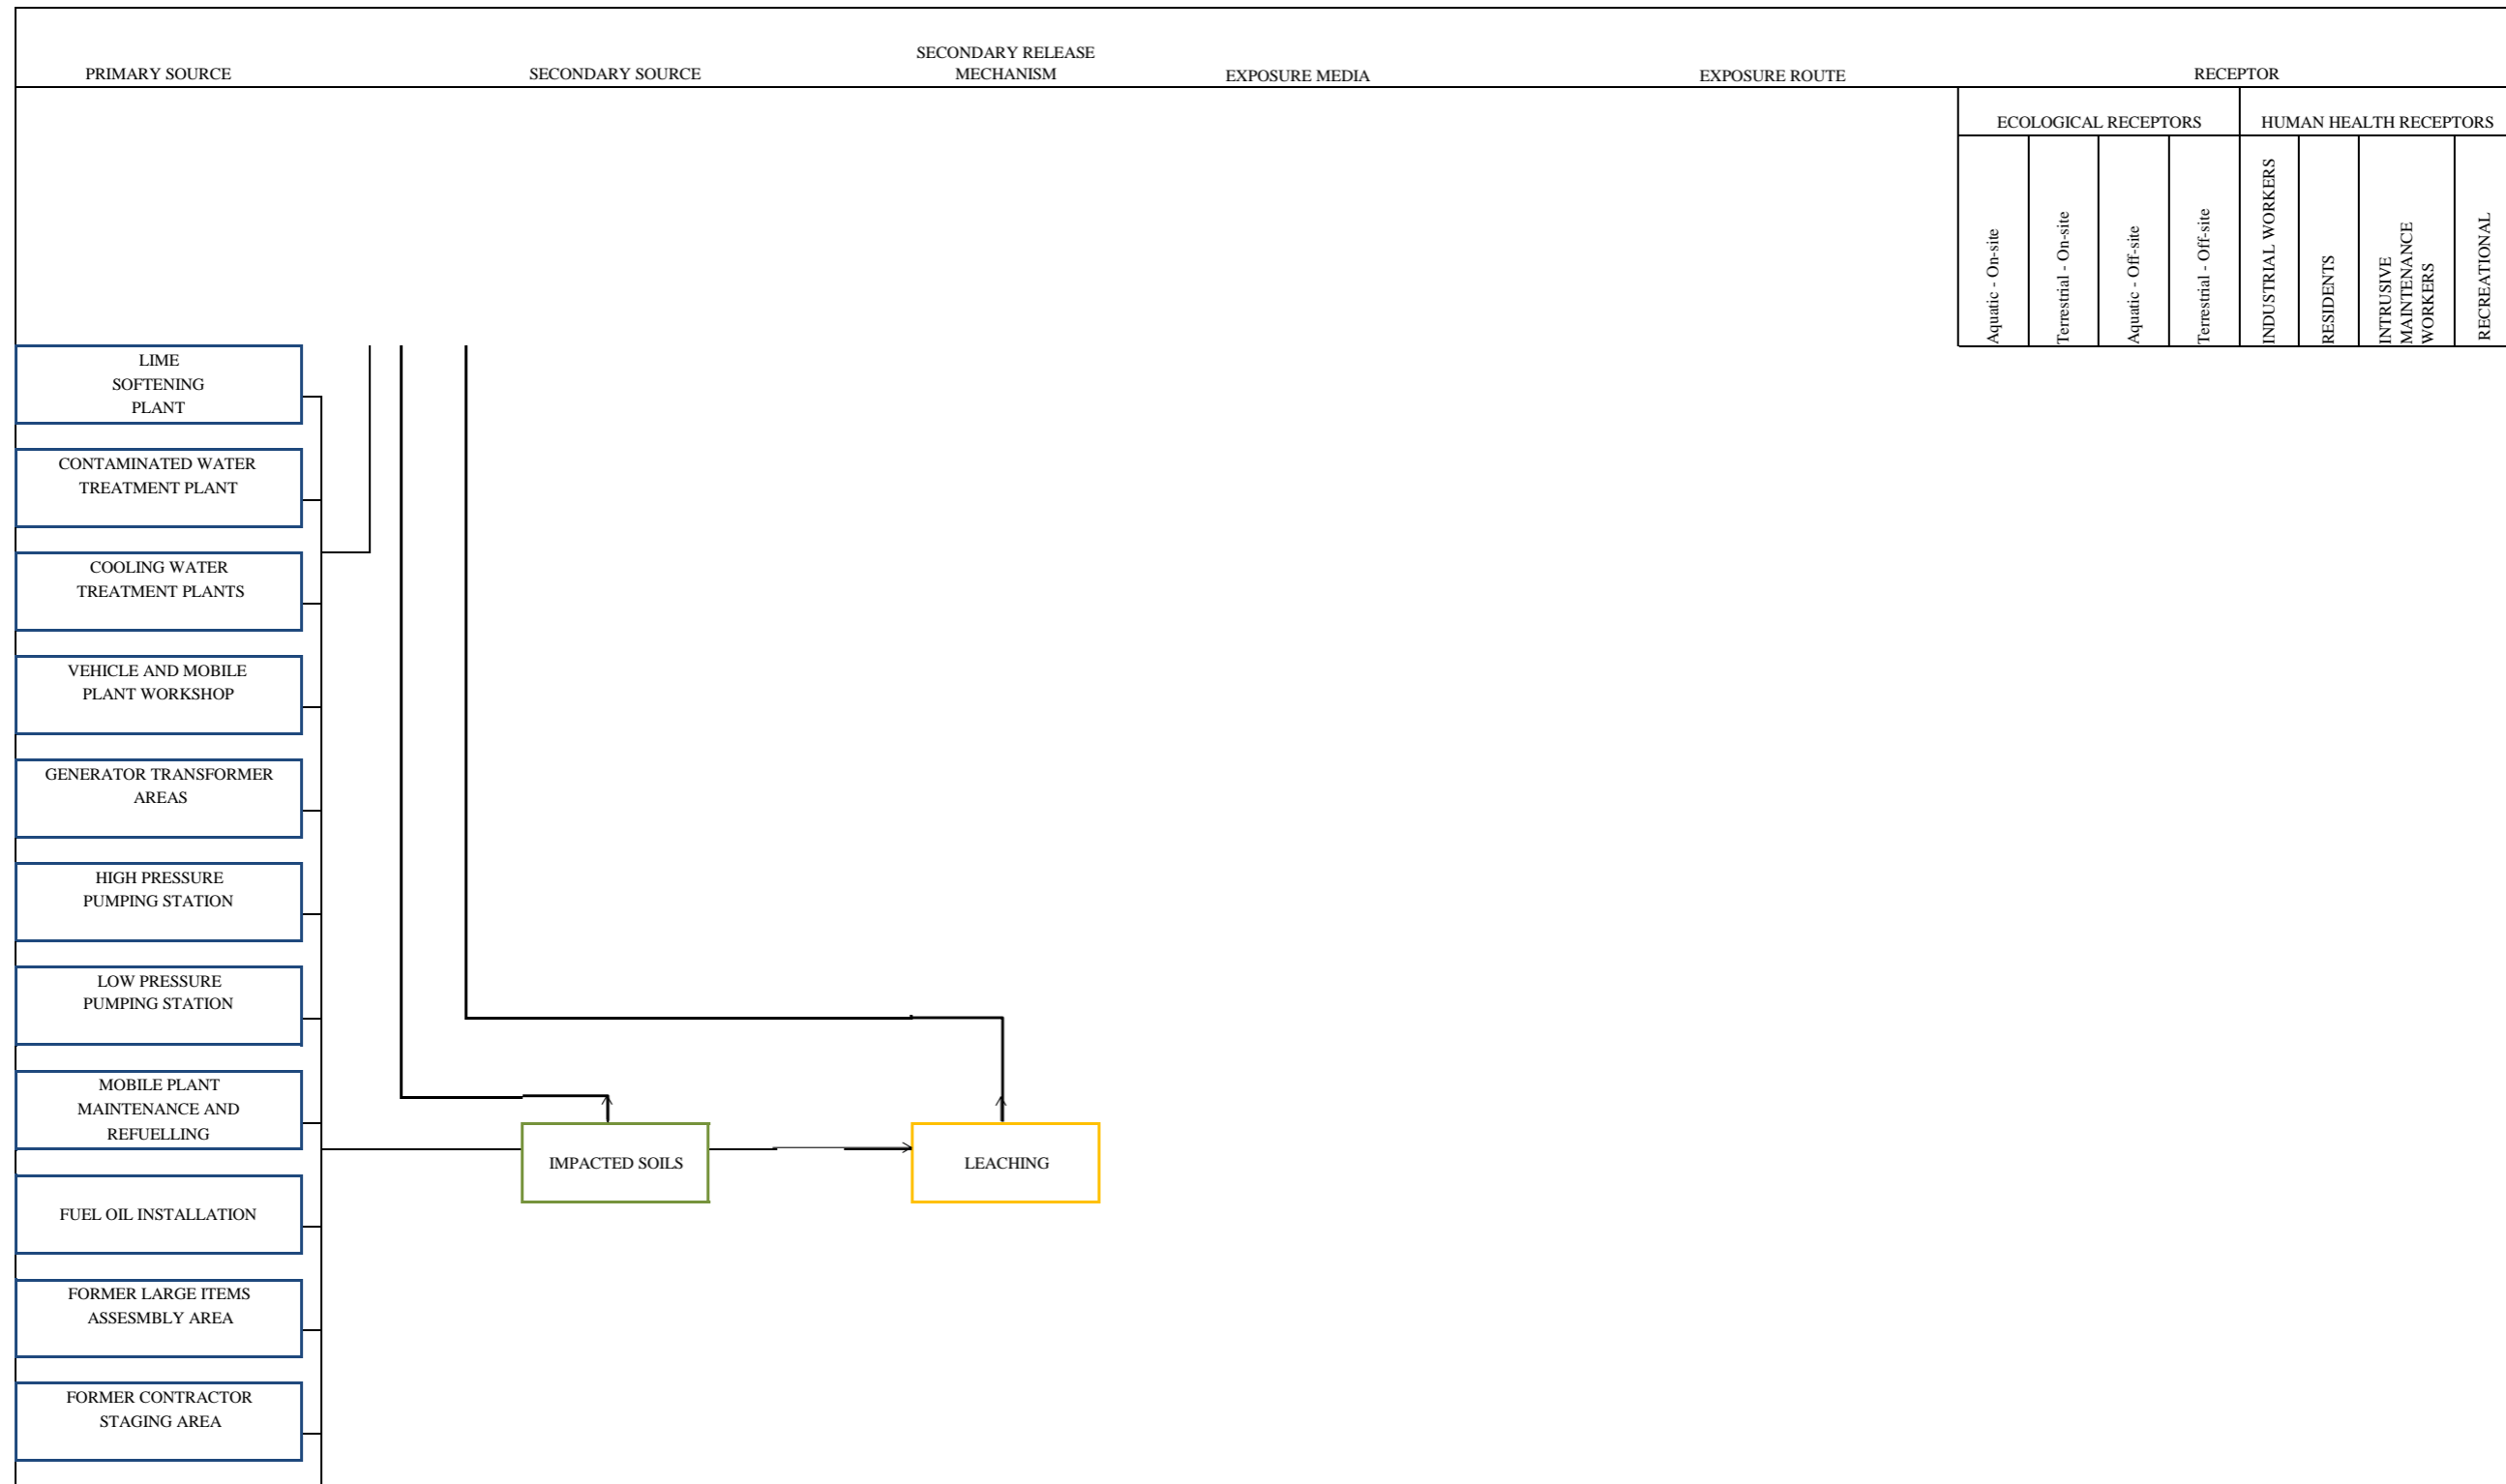 PRIMARY SOURCE
SECONDARY SOURCE
SECONDARY RELEASE
MECHANISM
EXPOSURE MEDIA
EXPOSURE ROUTE
RECEPTOR
ECOLOGICAL RECEPTORS
HUMAN HEALTH RECEPTORS
Aquatic - On-site
Terrestrial - On-site
Aquatic - Off-site
Terrestrial - Off-site
INDUSTRIAL WORKERS
RESIDENTS
INTRUSIVE
MAINTENANCE
WORKERS
RECREATIONAL
LIME
SOFTENING
PLANT
CONTAMINATED WATER
TREATMENT PLANT
COOLING WATER
TREATMENT PLANTS
VEHICLE AND MOBILE
PLANT WORKSHOP
GENERATOR TRANSFORMER
AREAS
HIGH PRESSURE
PUMPING STATION
LOW PRESSURE
PUMPING STATION
MOBILE PLANT
MAINTENANCE AND
REFUELLING
IMPACTED SOILS
LEACHING
FUEL OIL INSTALLATION
FORMER LARGE ITEMS
ASSESMBLY AREA
FORMER CONTRACTOR
STAGING AREA